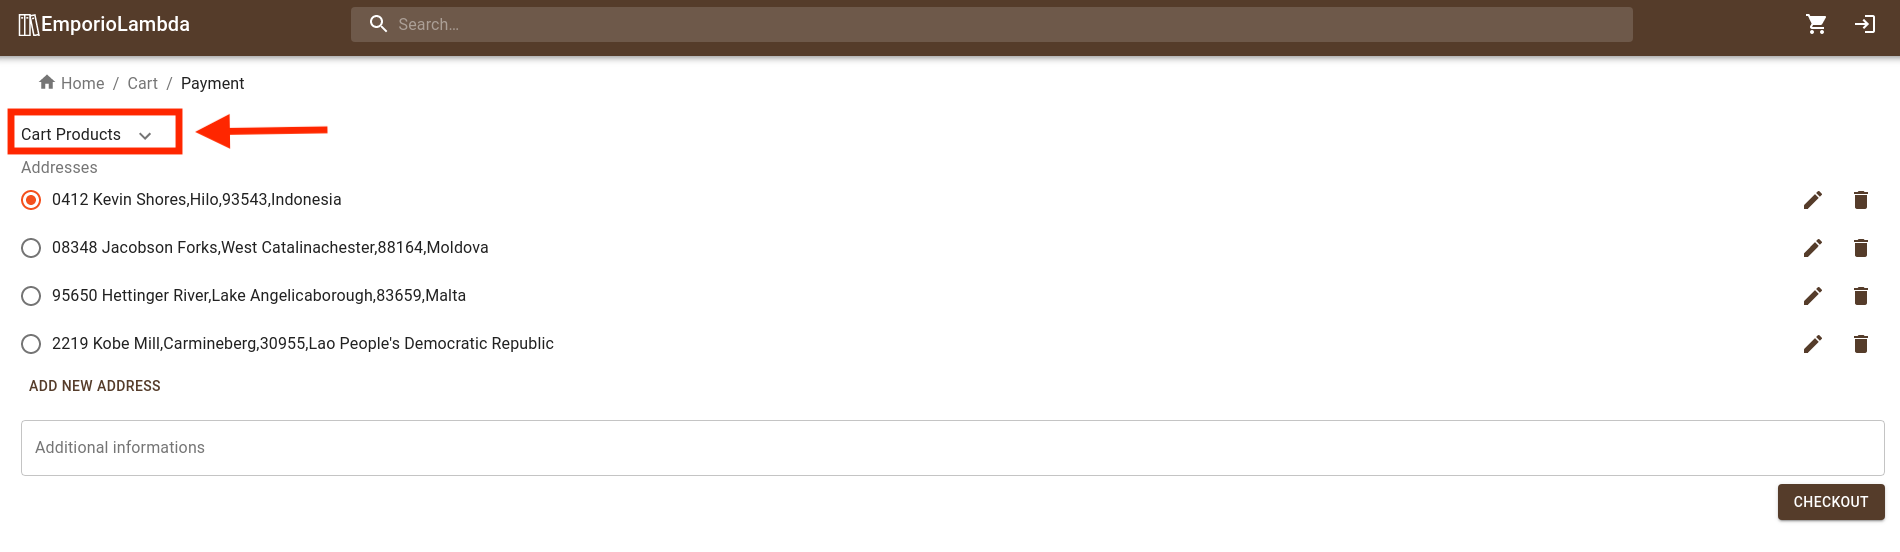 EmporioLambda
Search...
Home / Cart / Payment
Cart Products
Addresses
0412 Kevin Shores,Hilo,93543,Indonesia
08348 Jacobson Forks,West Catalinachester,88164,Moldova
95650 Hettinger River,Lake Angelicaborough,83659,Malta
2219 Kobe Mill,Carmineberg,30955,Lao People's Democratic Republic
ADD NEW ADDRESS
Additional informations
CHECKOUT